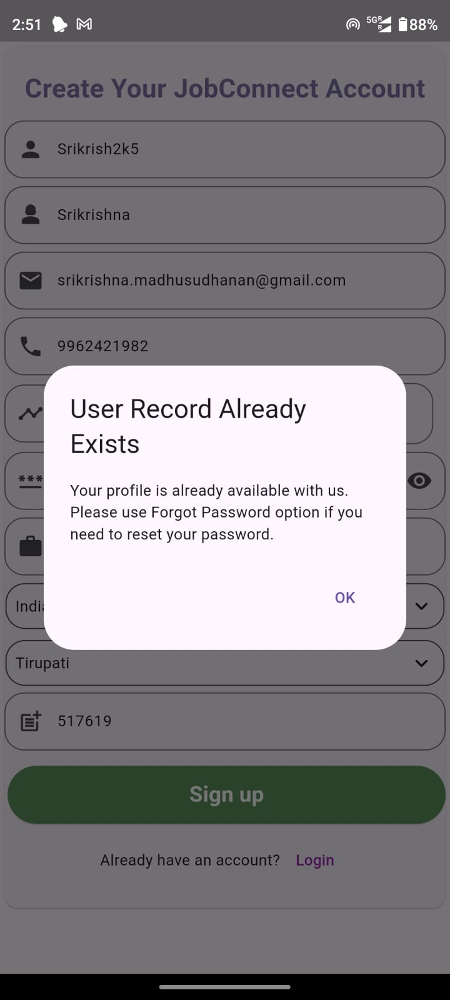 2:51
5G R
R
88%
Create Your JobConnect Account
Srikrish2k5
Srikrishna
srikrishna.madhusudhanan@gmail.com
9962421982
User Record Already
Exists
***
Your profile is already available with us.
Please use Forgot Password option if you
need to reset your password.
OK
Tirupati
517619
Sign up
Already have an account? Login